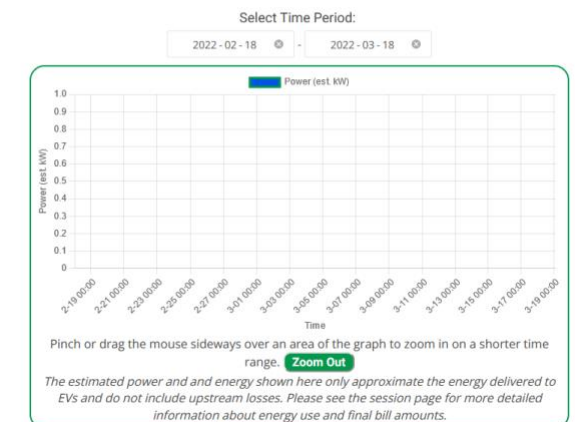 Select Time Period:
2022 - 02 - 18 - 2022 - 03 - 18
Power (est. kW)
1.0
0.9
0.8
0.7
0.6
0.5
0.4
0.3
0.2
0.1
0
Power (est. kW)
2-19 00:00 2-21 00:00 2-23 00:00 2-25 00:00 2-27 00:00 3-01 00:00 3-03 00:00 3-05 00:00 3-07 00:00 3-09 00:00 3-11 00:00 3-13 00:00 3-15 00:00 3-17 00:00 3-19 00:00
Time
Pinch or drag the mouse sideways over an area of the graph to zoom in on a shorter time
range. Zoom Out
The estimated power and and energy shown here only approximate the energy delivered to
EVs and do not include upstream losses. Please see the session page for more detailed
information about energy use and final bill amounts.